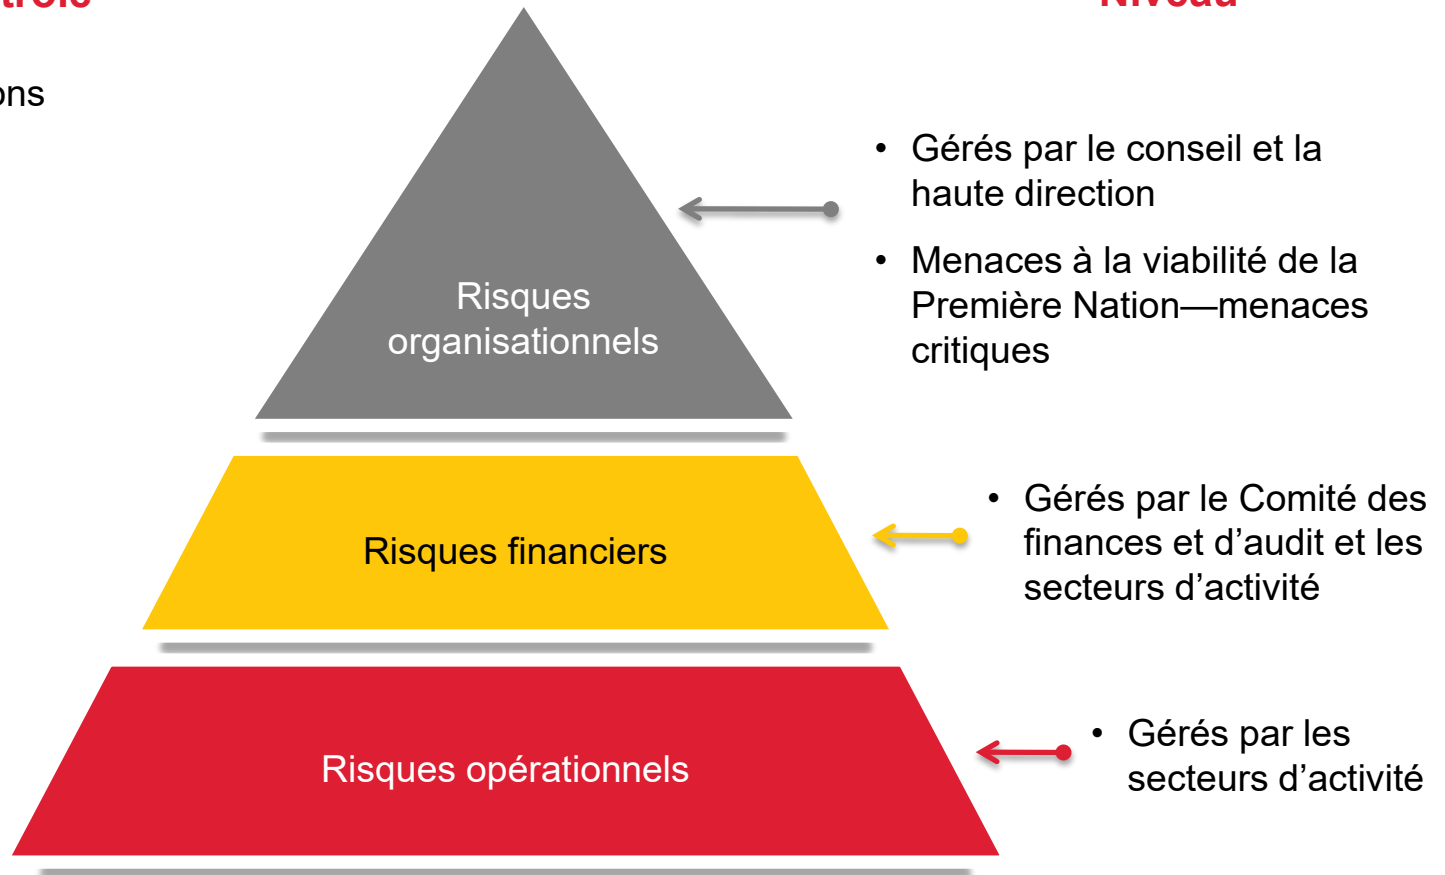 Niveau
• Gérés par le conseil et la
haute direction
• Menaces à la viabilité de la
Première Nation—menaces
critiques
Risques
organisationnels
• Gérés par le Comité des
finances et d’audit et les
secteurs d’activité
Risques financiers
• Gérés par les
secteurs d’activité
Risques opérationnels